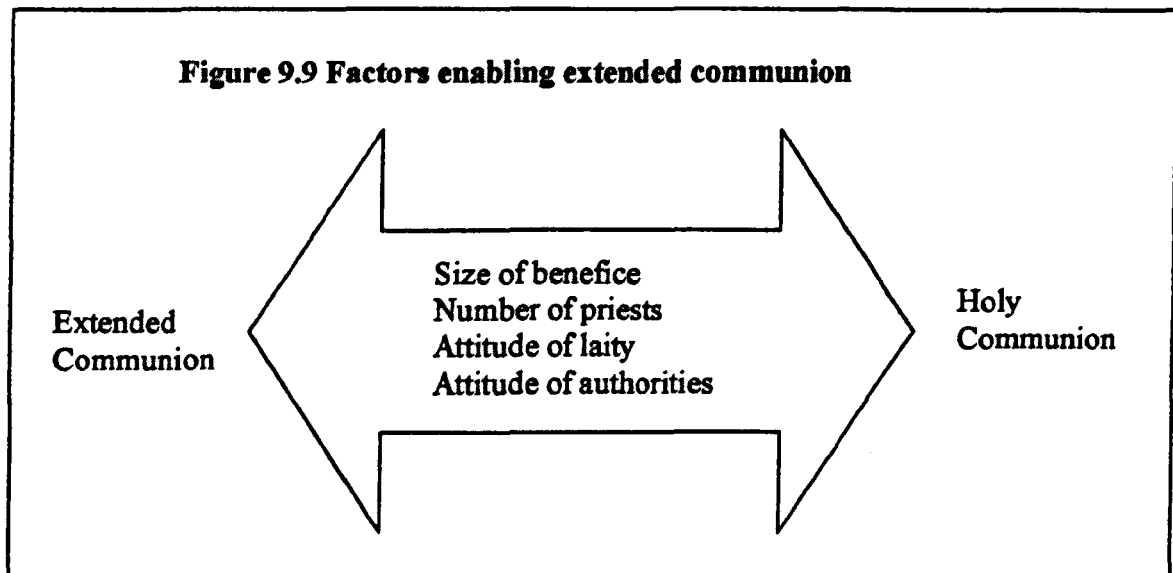 Figure 9.9 Factors enabling extended communion
Extended
Communion
Size of benefice
Number of priests
Attitude of laity
Attitude of authorities
Holy
Communion